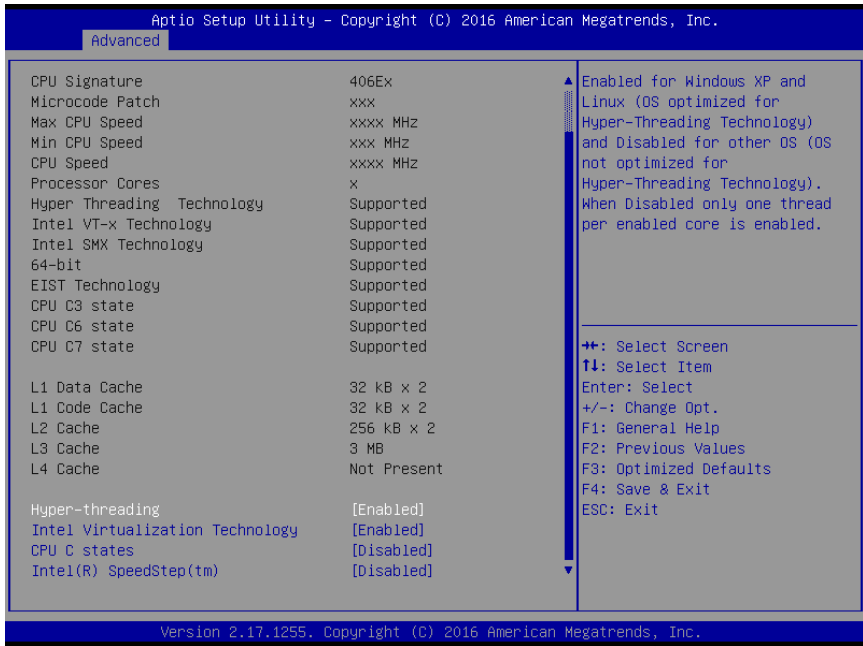 Aptio Setup Utility – Copyright (C) 2016 American Megatrends, Inc.
Advanced
CPU Signature 406Ex
Microcode Patch xxx
Max CPU Speed xxxx MHz
Min CPU Speed xxx MHz
CPU Speed xxxx MHz
Processor Cores x
Hyper Threading Technology Supported
Intel VT-x Technology Supported
Intel SMX Technology Supported
64-bit Supported
EIST Technology Supported
CPU C3 state Supported
CPU C6 state Supported
CPU C7 state Supported
L1 Data Cache 32 kB x 2
L1 Code Cache 32 kB x 2
L2 Cache 256 kB x 2
L3 Cache 3 MB
L4 Cache Not Present
Hyper-threading [Enabled]
Intel Virtualization Technology [Enabled]
CPU C states [Disabled]
Intel(R) SpeedStep(tm) [Disabled]
Enabled for Windows XP and
Linux (OS optimized for
Hyper-Threading Technology)
and Disabled for other OS (OS
not optimized for
Hyper-Threading Technology).
When Disabled only one thread
per enabled core is enabled.
→←: Select Screen
↑↓: Select Item
Enter: Select
+/-: Change Opt.
F1: General Help
F2: Previous Values
F3: Optimized Defaults
F4: Save & Exit
ESC: Exit
Version 2.17.1255. Copyright (C) 2016 American Megatrends, Inc.